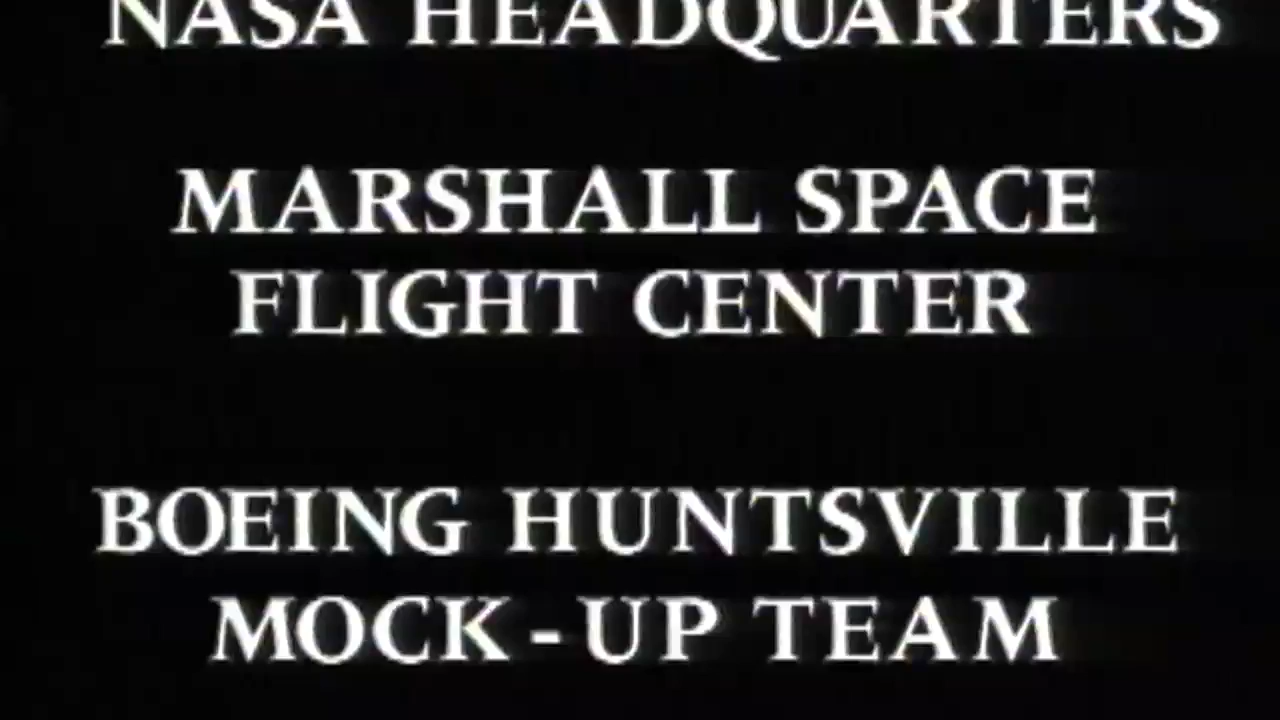 NASA HEADQUARTERS
MARSHALL SPACE
FLIGHT CENTER
BOEING HUNTSVILLE
MOCK-UP TEAM